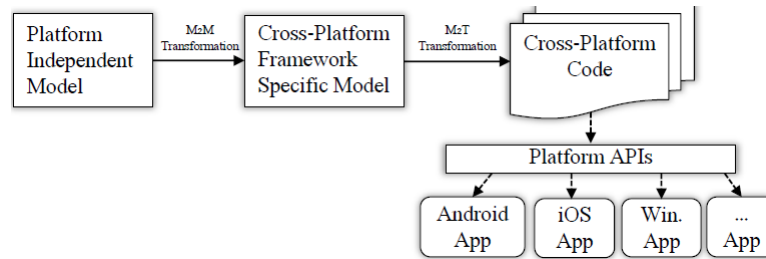 Platform
Independent
Model
M2M
Transformation
Cross-Platform
Framework
Specific Model
M2T
Transformation
Cross-Platform
Code
Platform APIs
Android
App
iOS
App
Win.
App
...
App